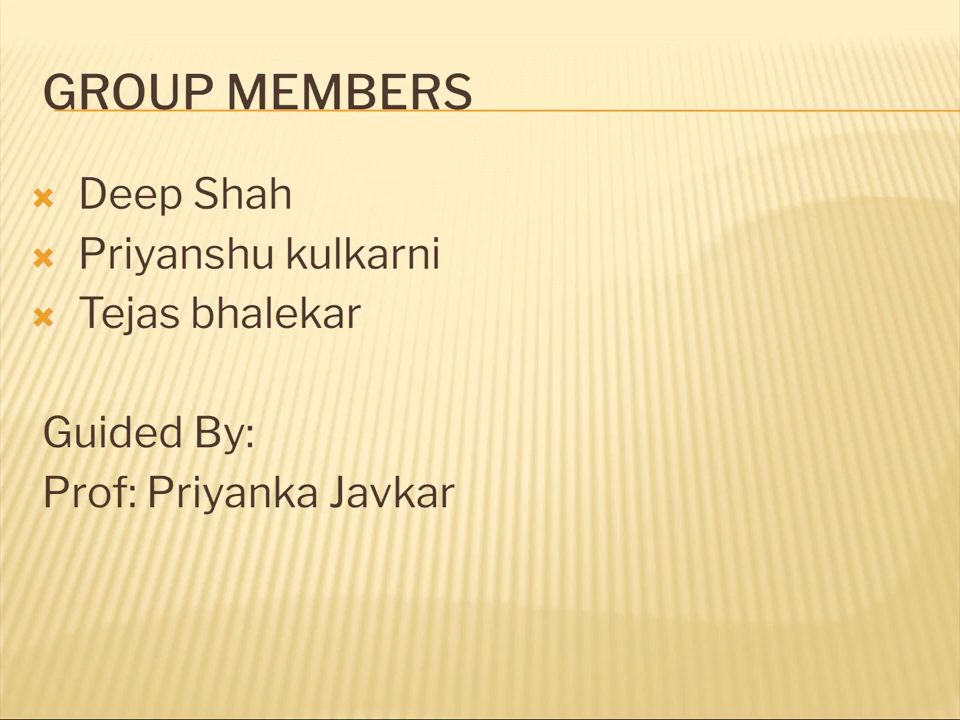 GROUP MEMBERS
Deep Shah
Priyanshu kulkarni
Tejas bhalekar
Guided By:
Prof: Priyanka Javkar